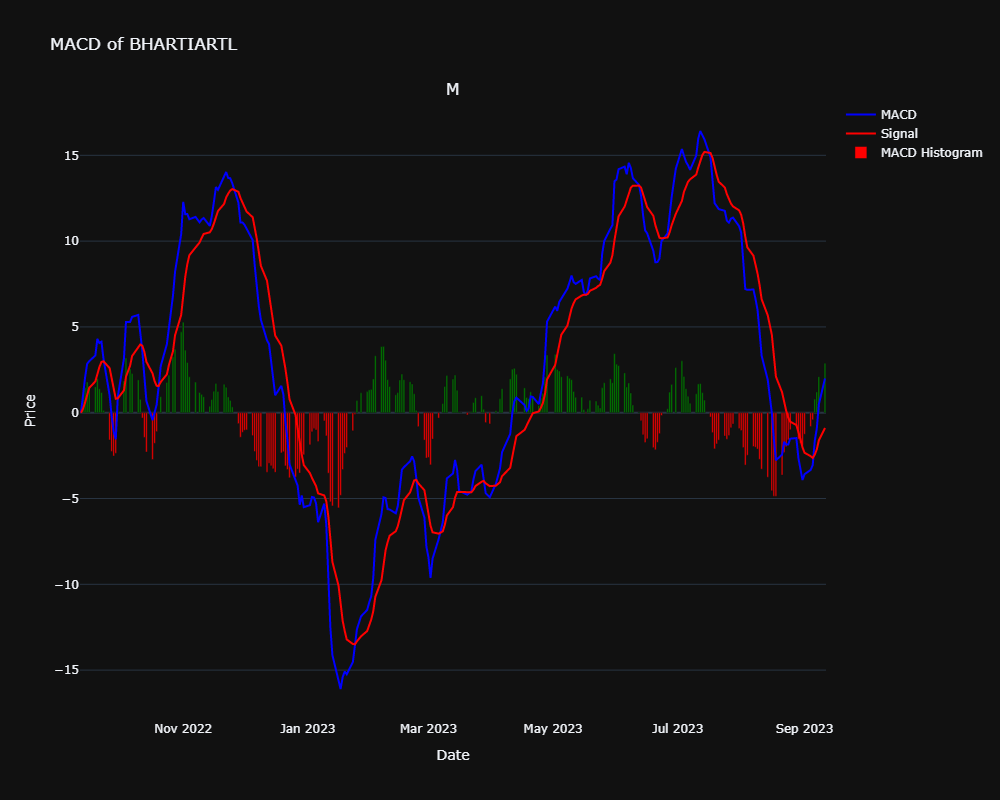 MACD of BHARTIARTL
M
MACD
Signal
MACD Histogram
15
10
5
0
−5
−10
−15
Price
Nov 2022
Jan 2023
Mar 2023
May 2023
Jul 2023
Sep 2023
Date